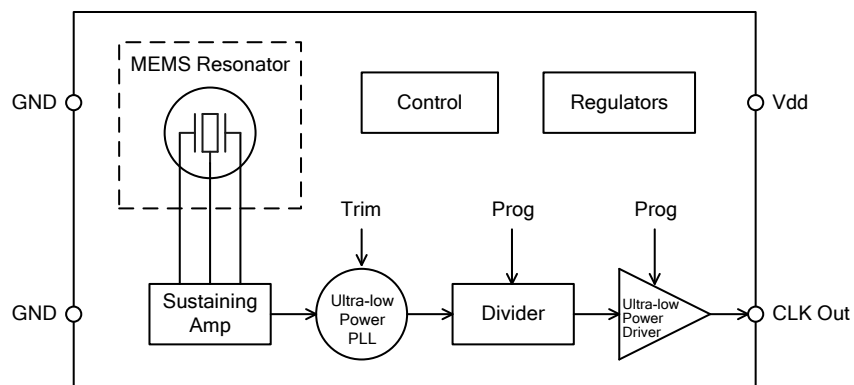 MEMS Resonator
GND
Control
Regulators
Vdd
Trim
Prog
Prog
GND
Sustaining
Amp
Ultra-low
Power
PLL
Divider
Ultra-low
Power
Driver
CLK Out